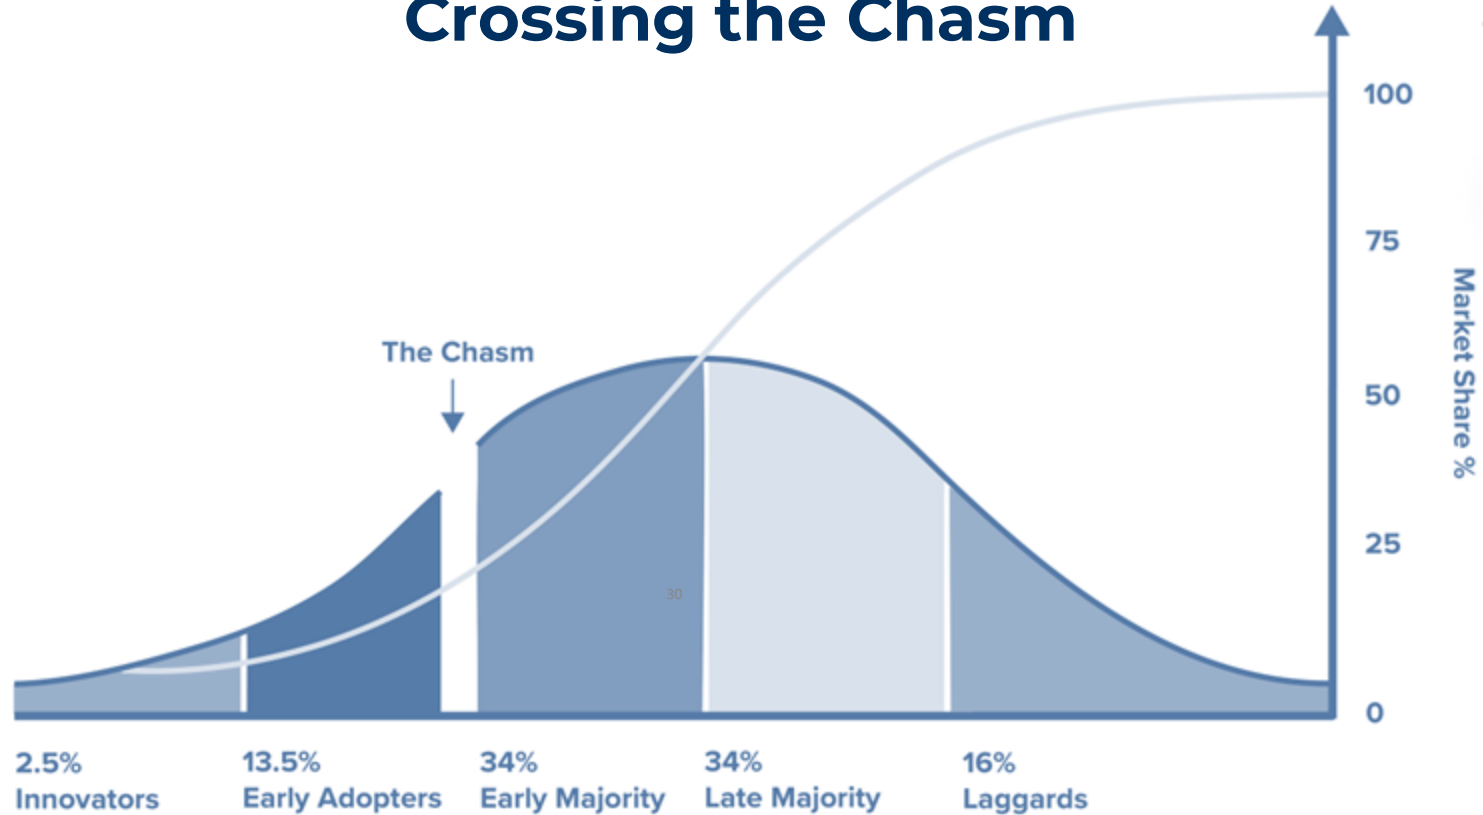 Crossing the Chasm
100
75
The Chasm
50
25
30
0
Market Share %
2.5%
Innovators
13.5%
Early Adopters
34%
Early Majority
34%
Late Majority
16%
Laggards